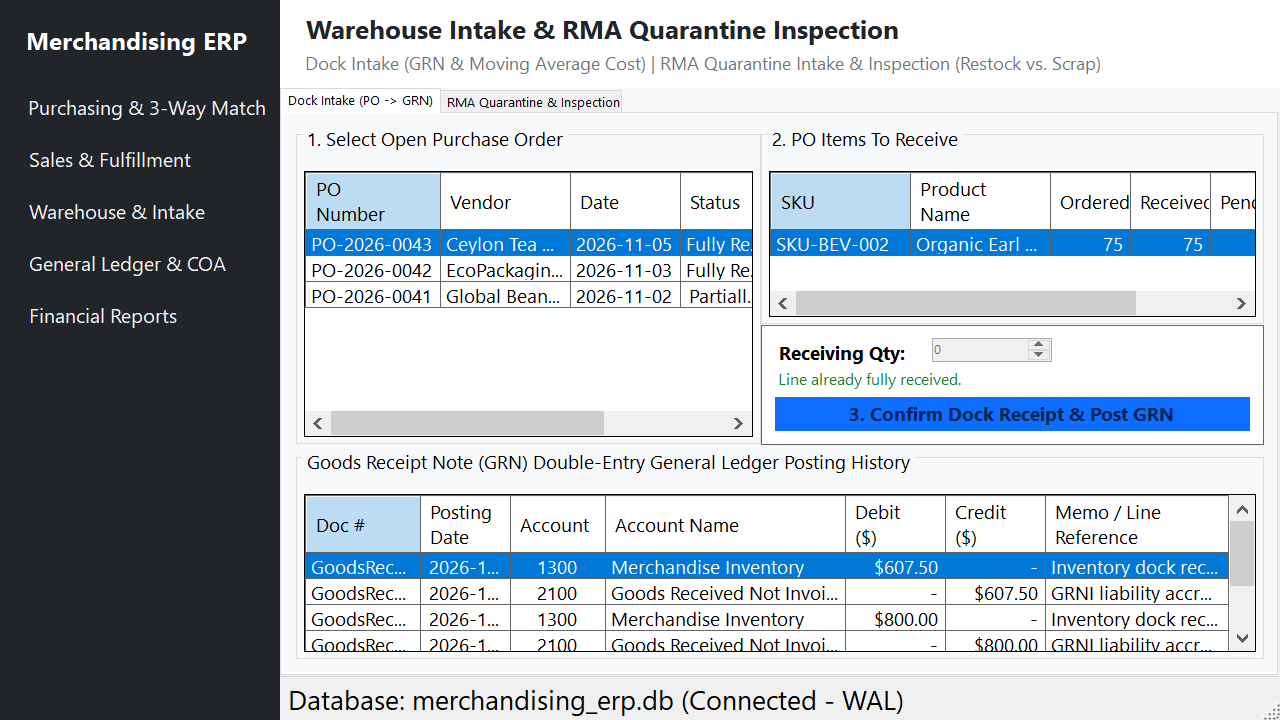 Merchandising ERP
Purchasing & 3-Way Match
Sales & Fulfillment
Warehouse & Intake
General Ledger & COA
Financial Reports
Warehouse Intake & RMA Quarantine Inspection
Dock Intake (GRN & Moving Average Cost) | RMA Quarantine Intake & Inspection (Restock vs. Scrap)
Dock Intake (PO -> GRN) RMA Quarantine & Inspection
1. Select Open Purchase Order
PO Number Vendor Date Status
PO-2026-0043 Ceylon Tea ... 2026-11-05 Fully Re.
PO-2026-0042 EcoPackagin... 2026-11-03 Fully Re.
PO-2026-0041 Global Bean... 2026-11-02 Partiall.
2. PO Items To Receive
SKU Product Name Ordered Received Pend
SKU-BEV-002 Organic Earl ... 75 75
Receiving Qty: 0
Line already fully received.
3. Confirm Dock Receipt & Post GRN
Goods Receipt Note (GRN) Double-Entry General Ledger Posting History
Doc # Posting Date Account Account Name Debit ($) Credit ($) Memo / Line Reference
GoodsRec... 2026-1... 1300 Merchandise Inventory $607.50 - Inventory dock rec...
GoodsRec... 2026-1... 2100 Goods Received Not Invoi... - $607.50 GRNI liability accr...
GoodsRec... 2026-1... 1300 Merchandise Inventory $800.00 - Inventory dock rec...
GoodsRec... 2026-1... 2100 Goods Received Not Invoi... - $800.00 GRNI liability accr...
Database: merchandising_erp.db (Connected - WAL)